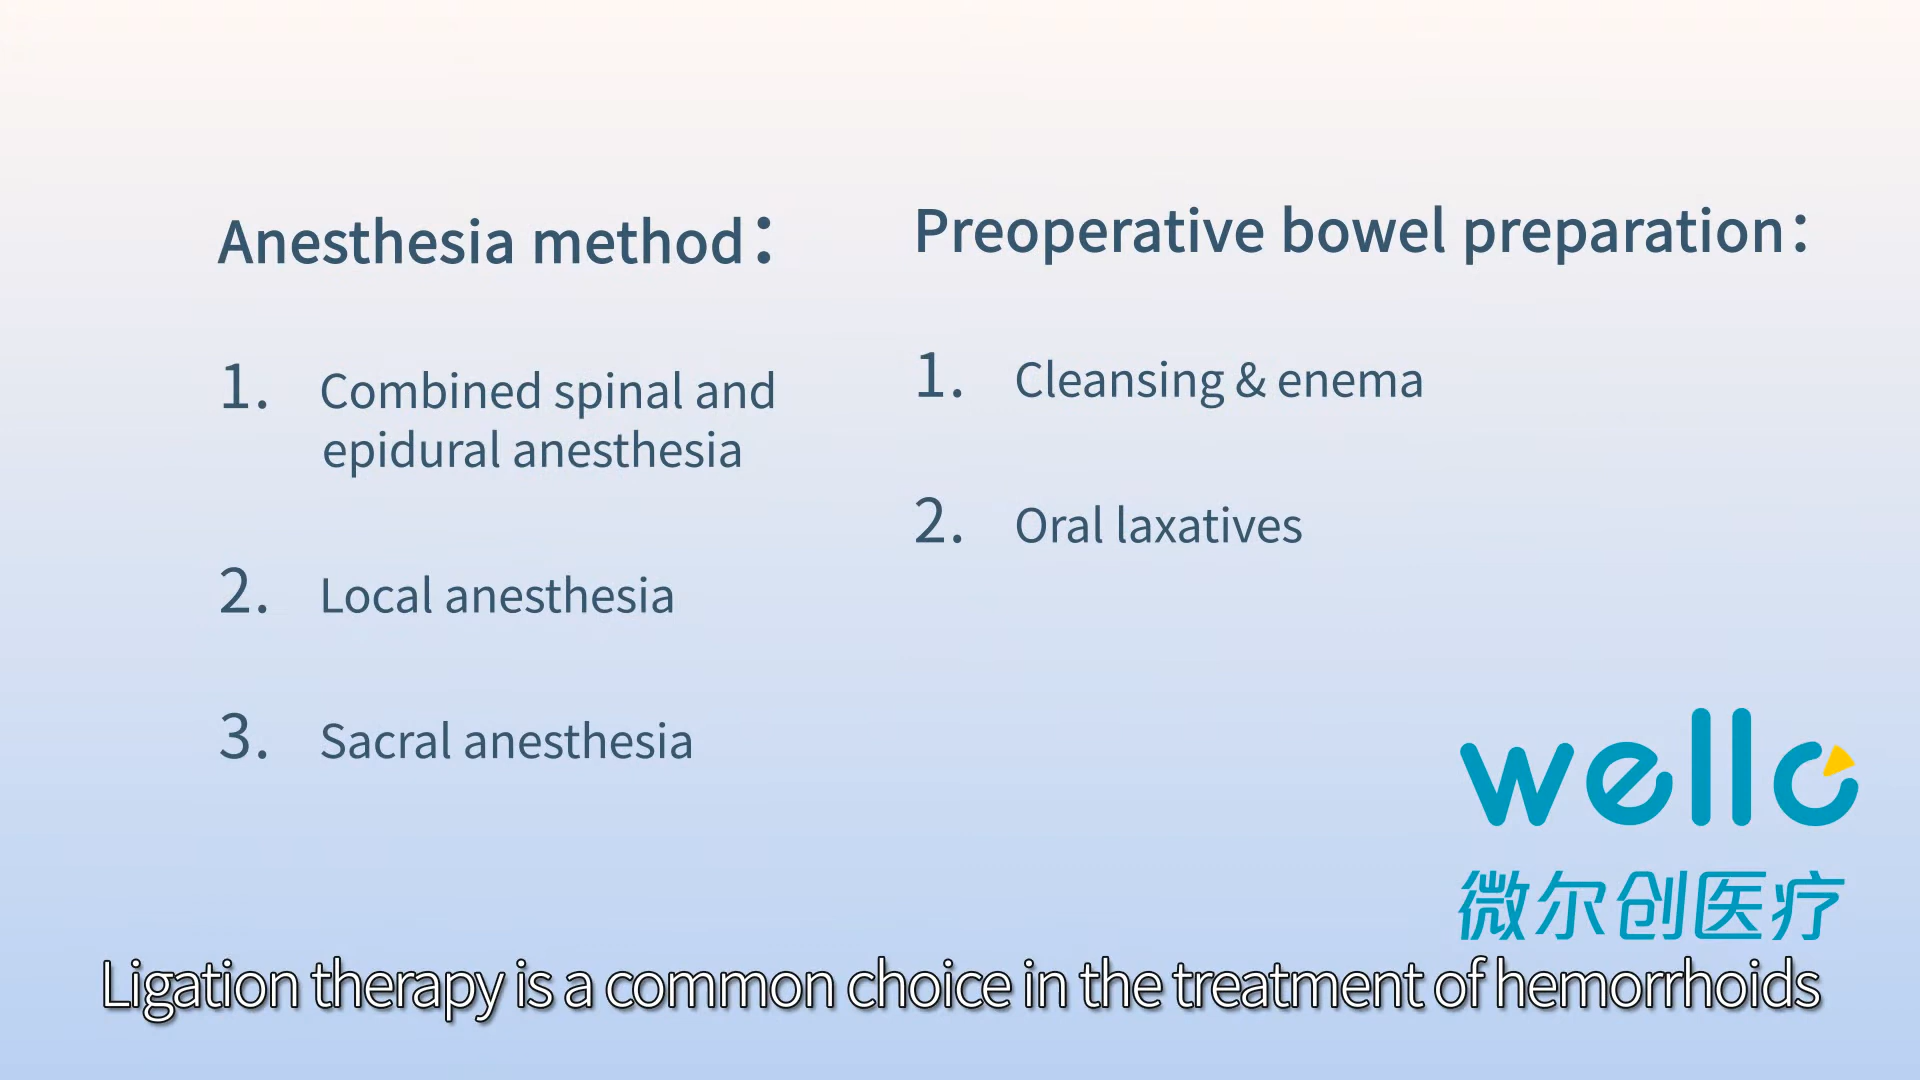 Anesthesia method：
1. Combined spinal and
epidural anesthesia
2. Local anesthesia
3. Sacral anesthesia
Preoperative bowel preparation：
1. Cleansing & enema
2. Oral laxatives
wellc
微尔创医疗
Ligation therapy is a common choice in the treatment of hemorrhoids